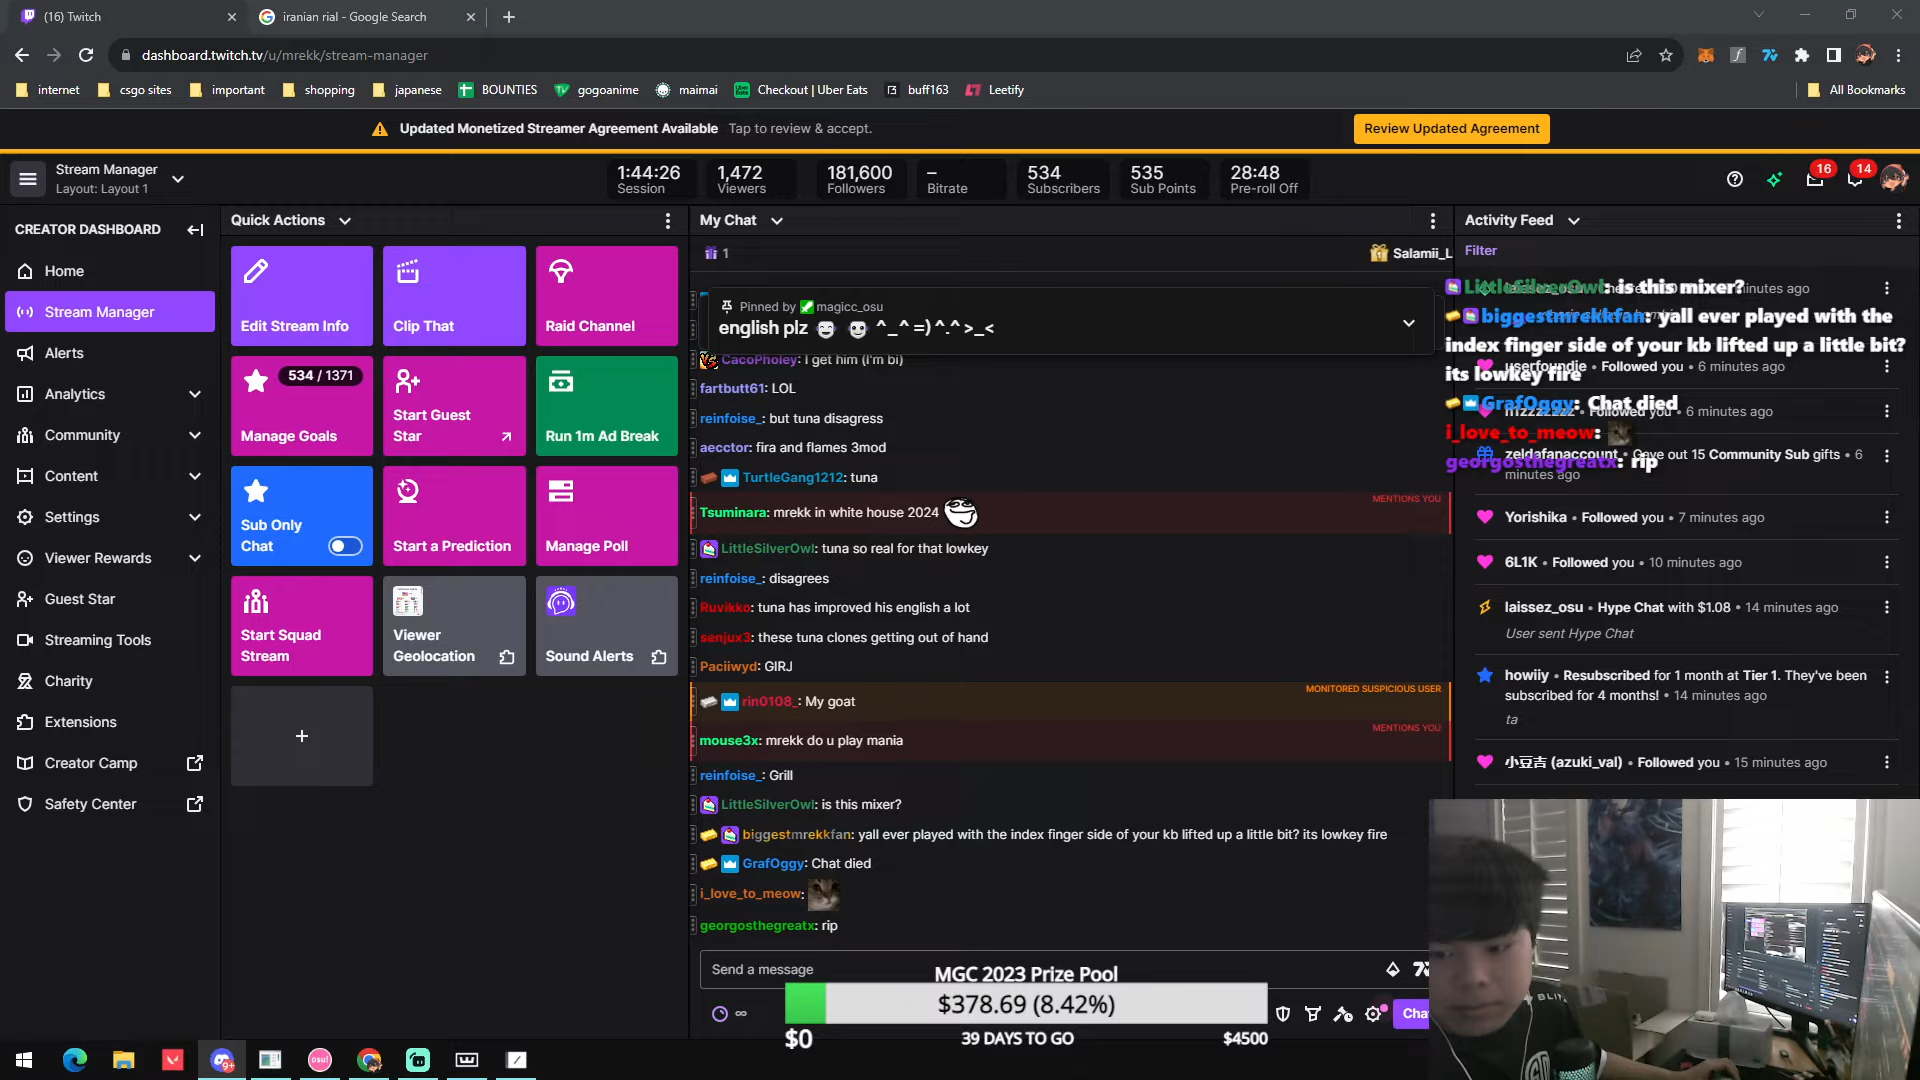 (16) Twitch
iranian rial - Google Search
dashboard.twitch.tv/u/mrekk/stream-manager
internet
csgo sites
important
shopping
japanese
BOUNTIES
gogoanime
maimai
Checkout | Uber Eats
buff163
Leetify
All Bookmarks
Updated Monetized Streamer Agreement Available Tap to review & accept.
Review Updated Agreement
Stream Manager
Layout: Layout 1
1:44:26
Session
1,472
Viewers
181,600
Followers
–
Bitrate
534
Subscribers
535
Sub Points
28:48
Pre-roll Off
16
14
CREATOR DASHBOARD
Home
Stream Manager
Alerts
Analytics
Community
Content
Settings
Viewer Rewards
Guest Star
Streaming Tools
Charity
Extensions
Creator Camp
Safety Center
Quick Actions
Edit Stream Info
Clip That
Raid Channel
534 / 1371
Manage Goals
Start Guest
Star
Run 1m Ad Break
Sub Only
Chat
Start a Prediction
Manage Poll
Start Squad
Stream
Viewer
Geolocation
Sound Alerts
+
My Chat
1
Salamii_L
Pinned by magicc_osu
english plz ^_^ =) ^.^ >_<
CacoPholey: I get him (I'm bi)
fartbutt61: LOL
reinfoise_: but tuna disagress
aecctor: fira and flames 3mod
TurtleGang1212: tuna
MENTIONS YOU
Tsuminara: mrekk in white house 2024
LittleSilverOwl: tuna so real for that lowkey
reinfoise_: disagrees
Ruvikko: tuna has improved his english a lot
senjux3: these tuna clones getting out of hand
Paciiwyd: GIRJ
MONITORED SUSPICIOUS USER
rin0108_: My goat
MENTIONS YOU
mouse3x: mrekk do u play mania
reinfoise_: Grill
LittleSilverOwl: is this mixer?
biggestmrekkfan: yall ever played with the index finger side of your kb lifted up a little bit? its lowkey fire
GrafOggy: Chat died
i_love_to_meow:
georgosthegreatx: rip
Send a message
Cha
MGC 2023 Prize Pool
$378.69 (8.42%)
$0
39 DAYS TO GO
$4500
Activity Feed
Filter
LittleSilverOwl: is this mixer?
biggestmrekkfan: yall ever played with the
index finger side of your kb lifted up a little bit?
its lowkey fire
userfoundie • Followed you • 6 minutes ago
GrafOggy: Chat died
Followed you • 6 minutes ago
i_love_to_meow:
zeldafanaccount • Gave out 15 Community Sub gifts • 6
minutes ago
georgosthegreatx: rip
Yorishika • Followed you • 7 minutes ago
6L1K • Followed you • 10 minutes ago
laissez_osu • Hype Chat with $1.08 • 14 minutes ago
User sent Hype Chat
howiiy • Resubscribed for 1 month at Tier 1. They've been
subscribed for 4 months! • 14 minutes ago
ta
小豆吉 (azuki_val) • Followed you • 15 minutes ago
9+
osu!